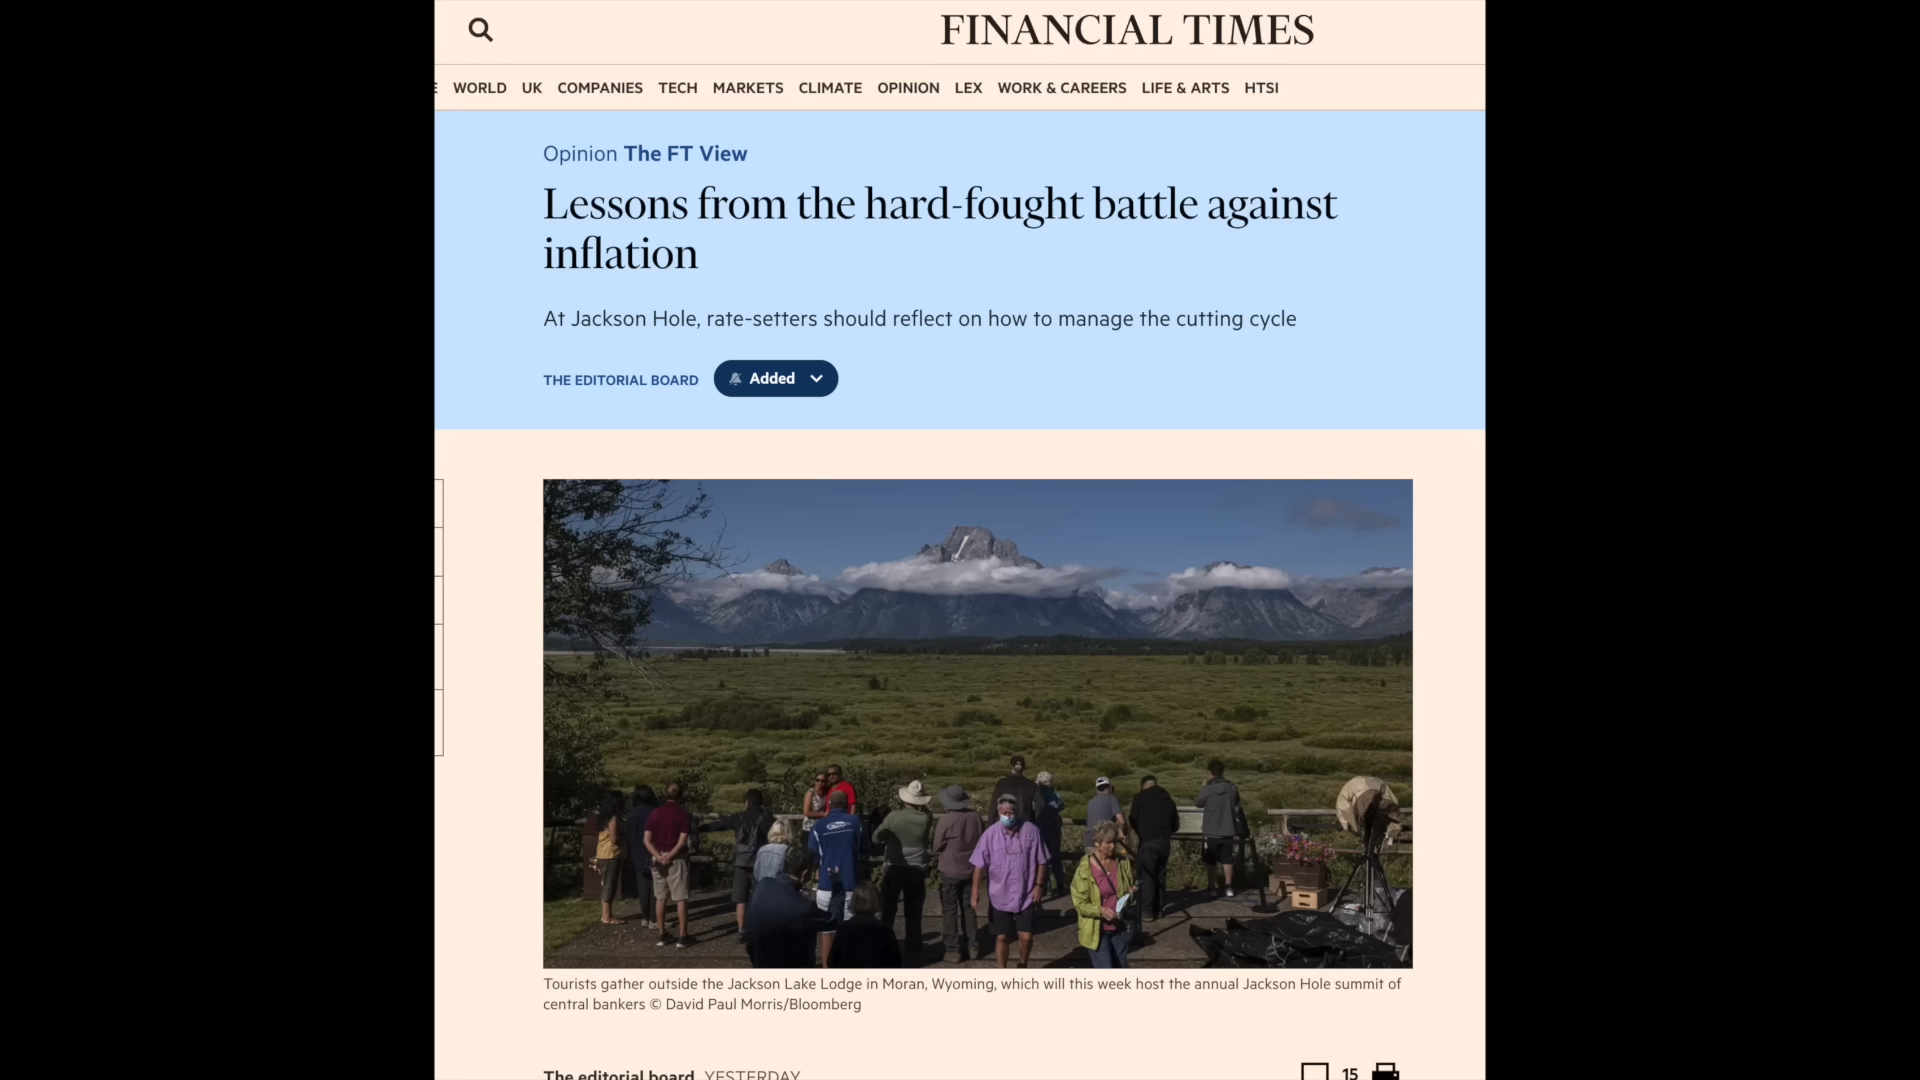 FINANCIAL TIMES
WORLD UK COMPANIES TECH MARKETS CLIMATE OPINION LEX WORK & CAREERS LIFE & ARTS HTSI
Opinion The FT View
Lessons from the hard-fought battle against
inflation
At Jackson Hole, rate-setters should reflect on how to manage the cutting cycle
THE EDITORIAL BOARD Added
Tourists gather outside the Jackson Lake Lodge in Moran, Wyoming, which will this week host the annual Jackson Hole summit of
central bankers © David Paul Morris/Bloomberg
The editorial board YESTERDAY 15